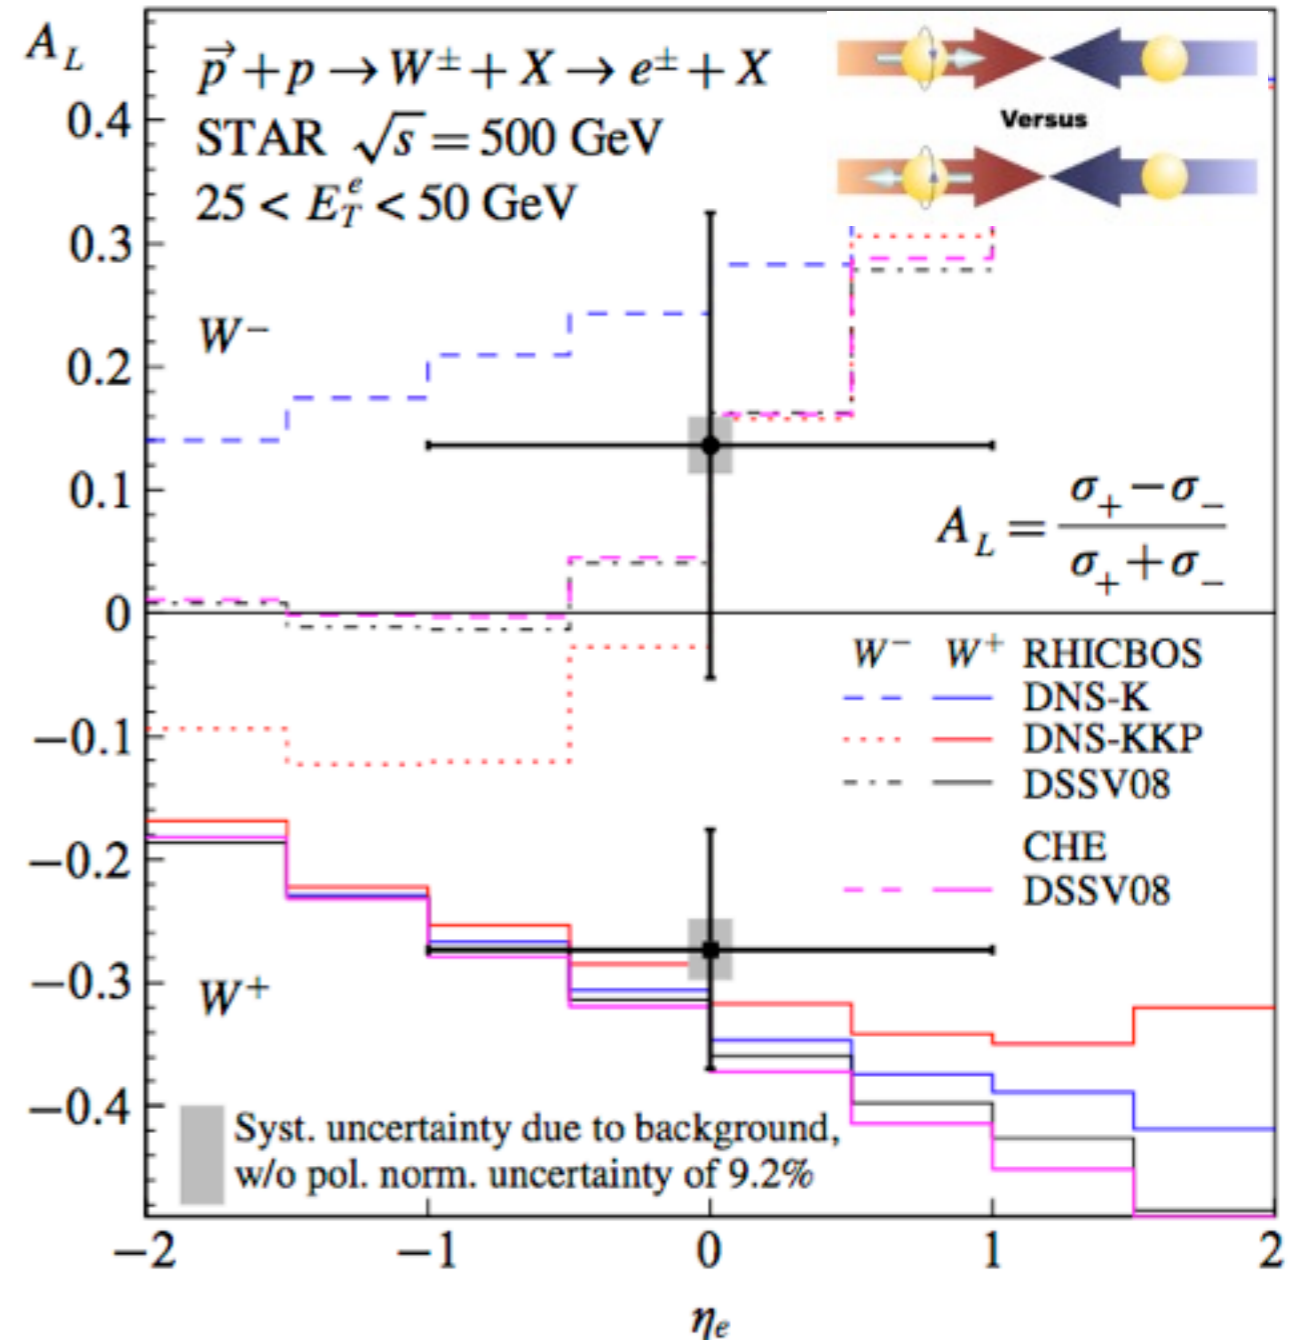 A_L
p⃗ + p → W^± + X → e^± + X
STAR √s = 500 GeV
25 < E_T^e < 50 GeV
Versus
0.4
0.3
0.2
0.1
0
−0.1
−0.2
−0.3
−0.4
W^−
A_L = (σ_+ − σ_−) / (σ_+ + σ_−)
W^− W^+ RHICBOS
DNS-K
DNS-KKP
DSSV08
CHE
DSSV08
W^+
Syst. uncertainty due to background,
w/o pol. norm. uncertainty of 9.2%
−2 −1 0 1 2
η_e